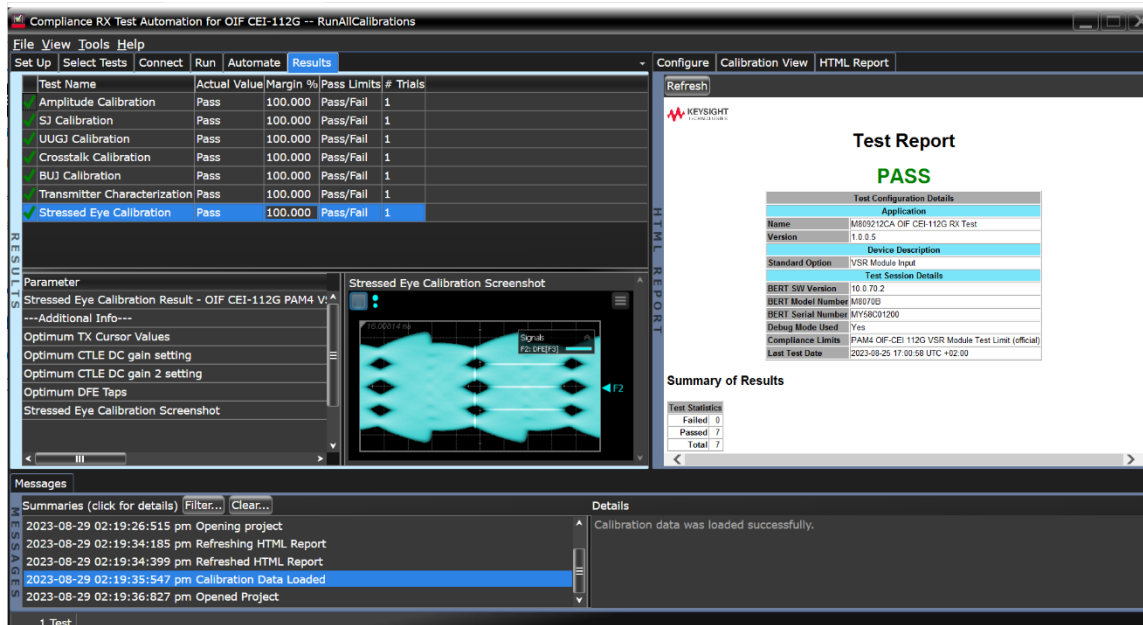 Compliance RX Test Automation for OIF CEI-112G -- RunAllCalibrations
File View Tools Help
Set Up Select Tests Connect Run Automate Results
Test Name Actual Value Margin % Pass Limits # Trials
Amplitude Calibration Pass 100.000 Pass/Fail 1
SJ Calibration Pass 100.000 Pass/Fail 1
UUGJ Calibration Pass 100.000 Pass/Fail 1
Crosstalk Calibration Pass 100.000 Pass/Fail 1
BUJ Calibration Pass 100.000 Pass/Fail 1
Transmitter Characterization Pass 100.000 Pass/Fail 1
Stressed Eye Calibration Pass 100.000 Pass/Fail 1
RESULTS
Parameter
Stressed Eye Calibration Result - OIF CEI-112G PAM4 V
---Additional Info---
Optimum TX Cursor Values
Optimum CTLE DC gain setting
Optimum CTLE DC gain 2 setting
Optimum DFE Taps
Stressed Eye Calibration Screenshot
Stressed Eye Calibration Screenshot
Signals
F2: DFE[F3]
F2
Configure Calibration View HTML Report
Refresh
HTML REPORT
KEYSIGHT
TECHNOLOGIES
Test Report
PASS
Test Configuration Details
Application
Name M809212CA OIF CEI-112G RX Test
Version 1.0.0.5
Device Description
Standard Option VSR Module Input
Test Session Details
BERT SW Version 10.0.70.2
BERT Model Number M8070B
BERT Serial Number MY58C01200
Debug Mode Used Yes
Compliance Limits PAM4 OIF-CEI 112G VSR Module Test Limit (official)
Last Test Date 2023-08-25 17:00:58 UTC +02:00
Summary of Results
Test Statistics
Failed 0
Passed 7
Total 7
Messages
MESSAGES
Summaries (click for details) Filter... Clear...
2023-08-29 02:19:26:515 pm Opening project
2023-08-29 02:19:34:185 pm Refreshing HTML Report
2023-08-29 02:19:34:399 pm Refreshed HTML Report
2023-08-29 02:19:35:547 pm Calibration Data Loaded
2023-08-29 02:19:36:827 pm Opened Project
Details
Calibration data was loaded successfully.
1 Test